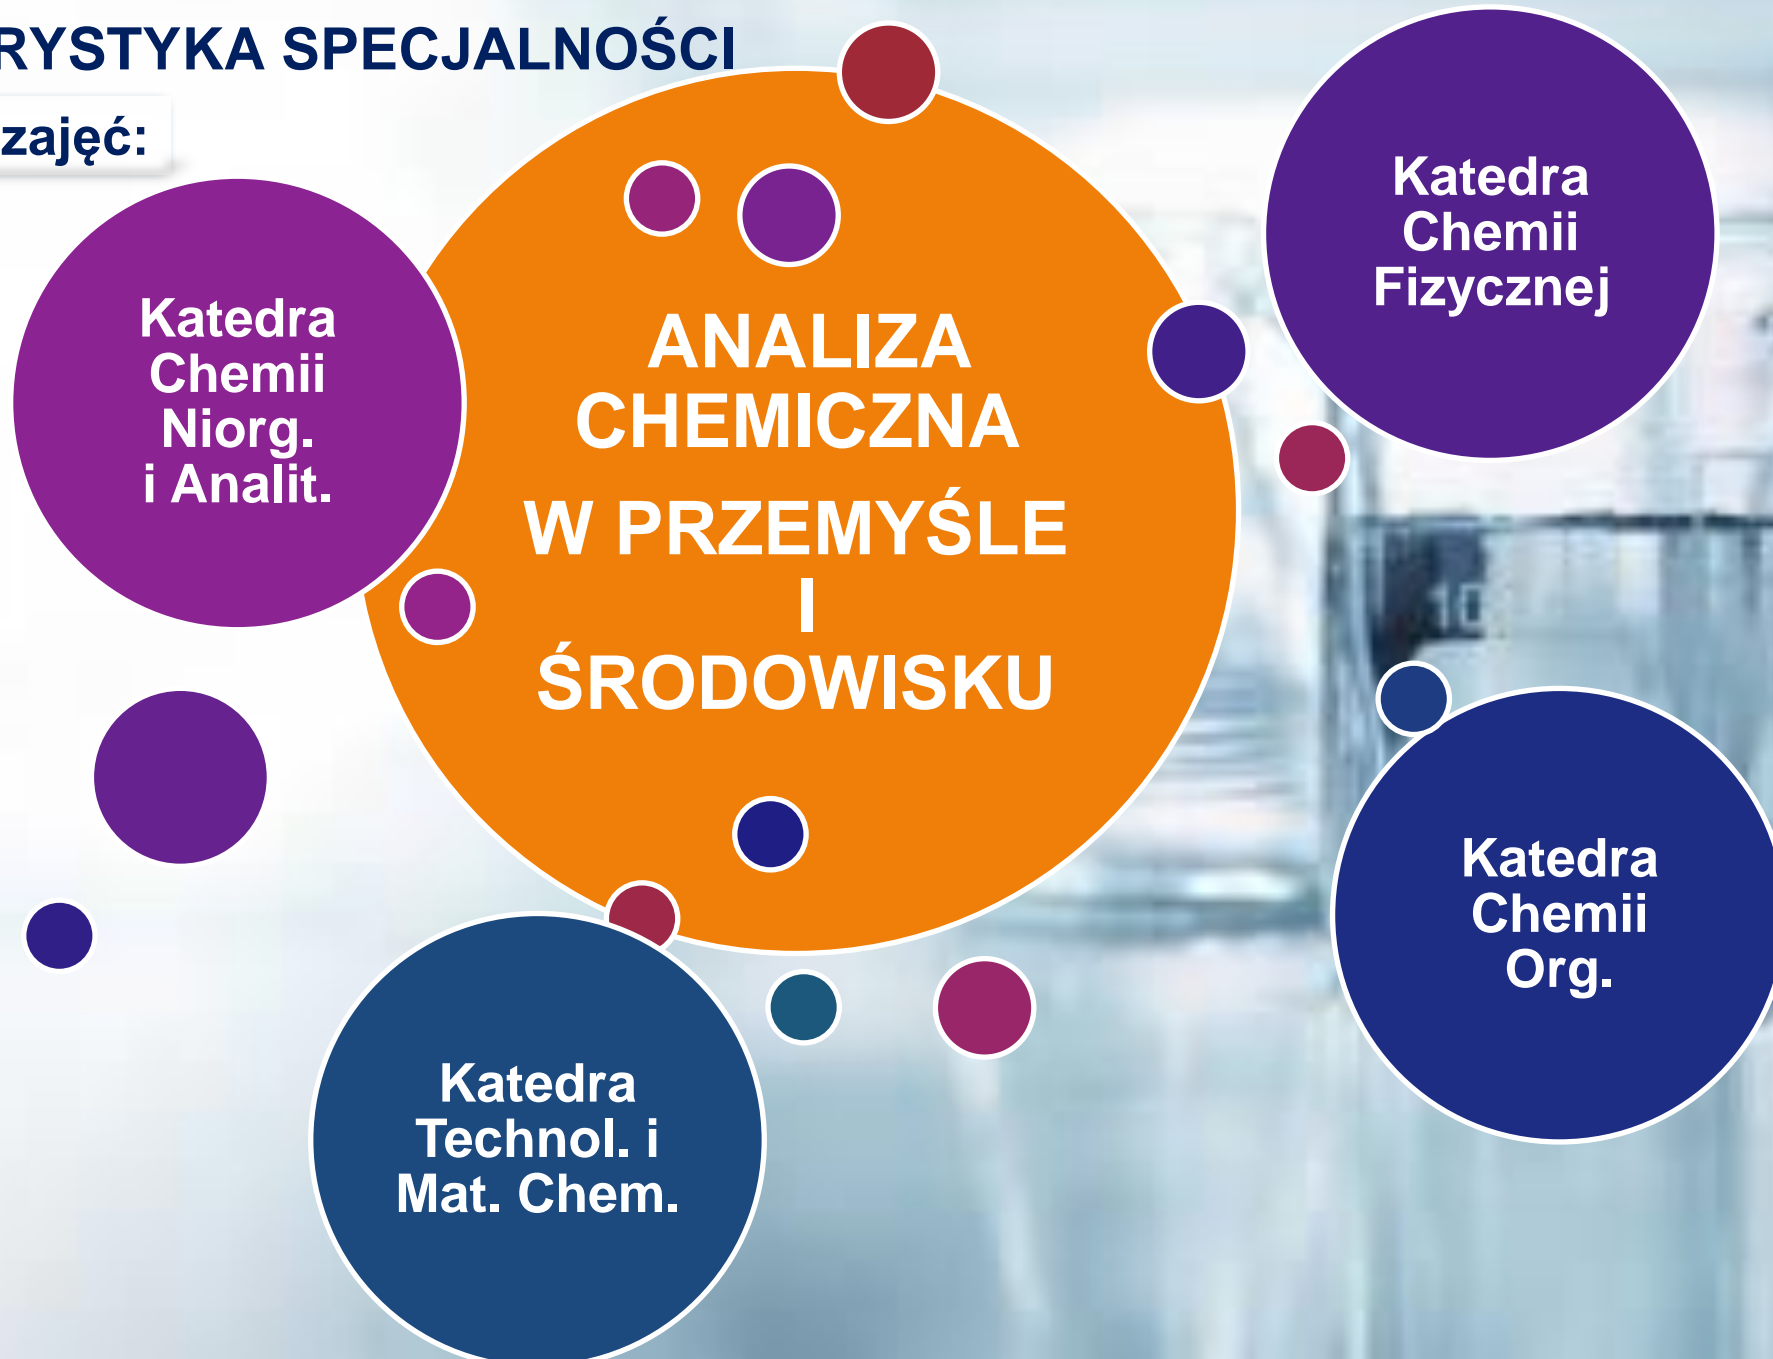 RYSTYKA SPECJALNOŚCI
zajęć:
Katedra
Chemii
Niorg.
i Analit.
ANALIZA
CHEMICZNA
W PRZEMYŚLE
I
ŚRODOWISKU
Katedra
Chemii
Fizycznej
10
Katedra
Chemii
Org.
Katedra
Technol. i
Mat. Chem.